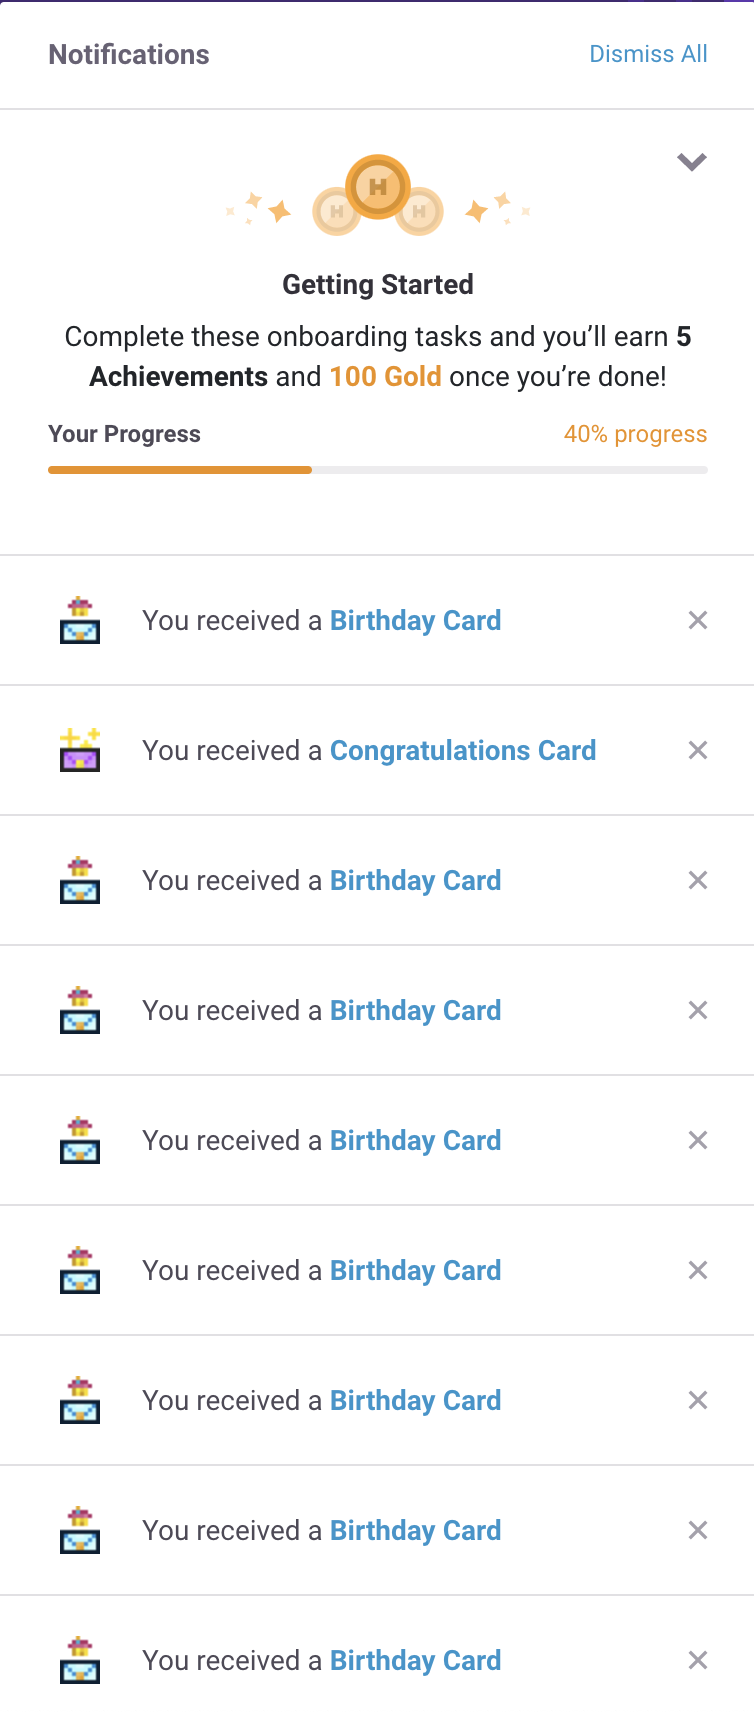 Notifications
Dismiss All
H H H
Getting Started
Complete these onboarding tasks and you’ll earn 5
Achievements and 100 Gold once you’re done!
Your Progress
40% progress
You received a Birthday Card
You received a Congratulations Card
You received a Birthday Card
You received a Birthday Card
You received a Birthday Card
You received a Birthday Card
You received a Birthday Card
You received a Birthday Card
You received a Birthday Card